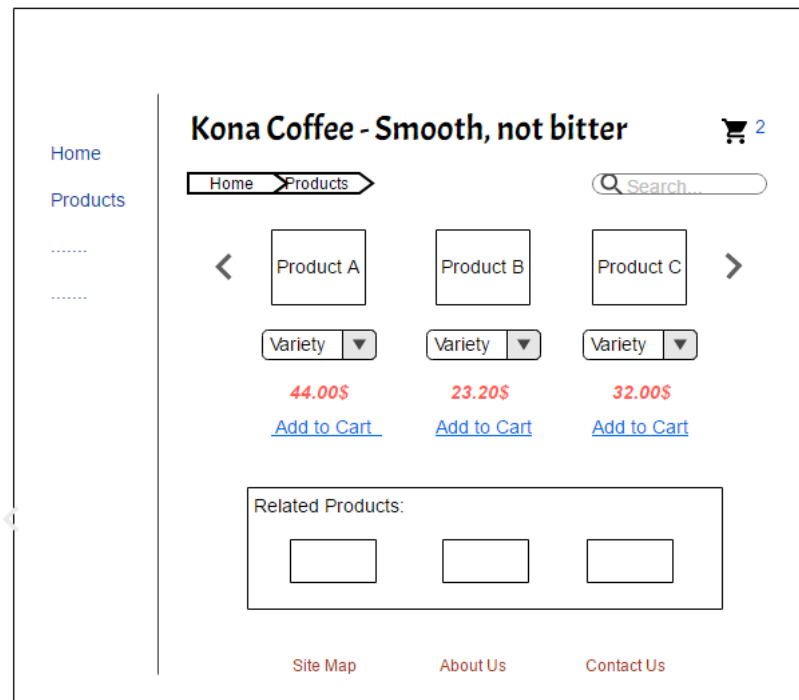 Kona Coffee - Smooth, not bitter
2
Home
Products
.......
.......
Home Products
Search...
Product A Product B Product C
Variety Variety Variety
44.00$ 23.20$ 32.00$
Add to Cart Add to Cart Add to Cart
Related Products:
Site Map About Us Contact Us